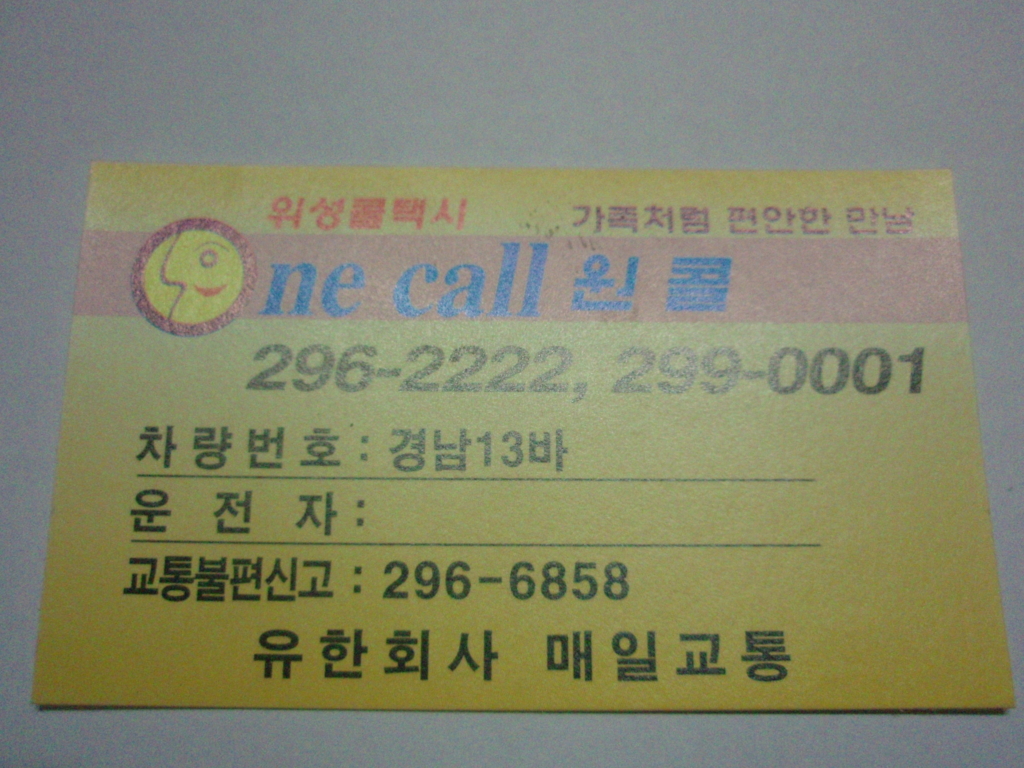 위성콜택시 가족처럼 편안한 만남
One call 원콜
296-2222, 299-0001
차량번호 : 경남13바
운전자 :
교통불편신고 : 296-6858
유한회사 매일교통